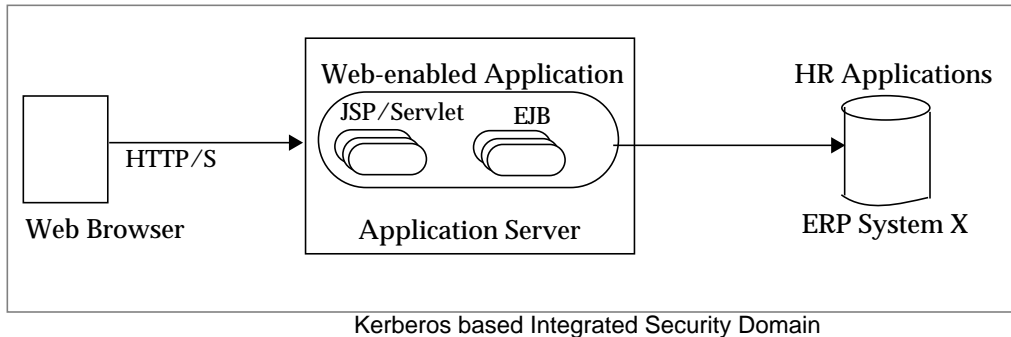 Web-enabled Application
HR Applications
JSP/Servlet
EJB
HTTP/S
Web Browser
Application Server
ERP System X
Kerberos based Integrated Security Domain